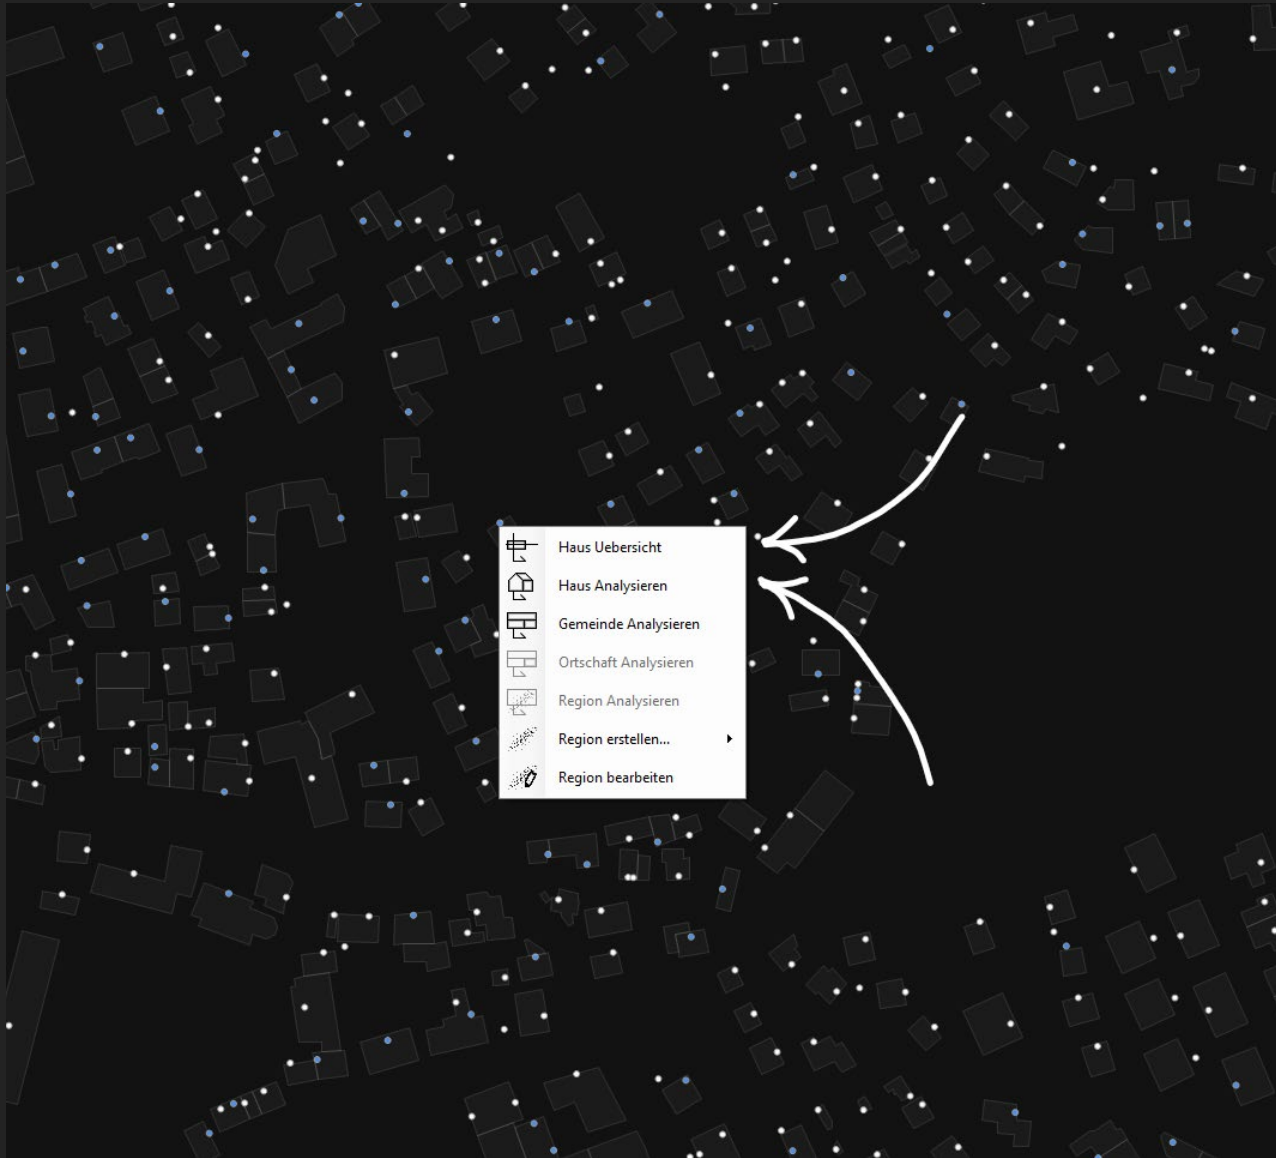 Haus Uebersicht
Haus Analysieren
Gemeinde Analysieren
Ortschaft Analysieren
Region Analysieren
Region erstellen...
Region bearbeiten